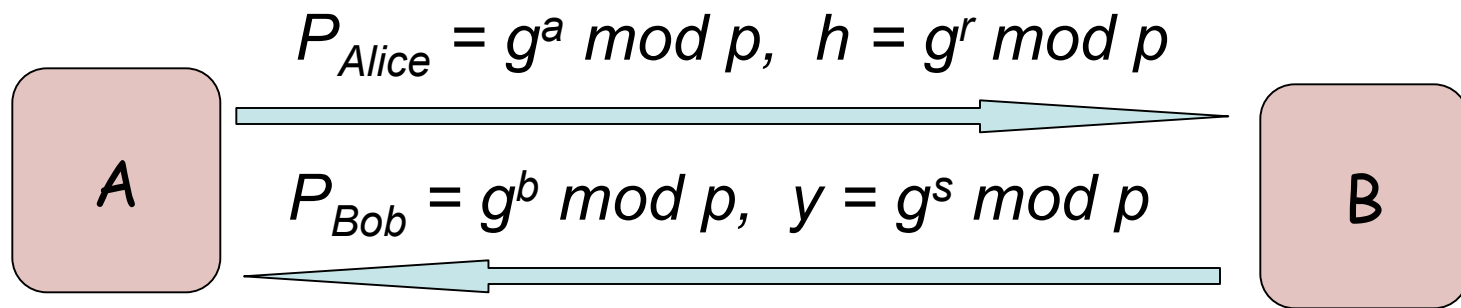 P_Alice = g^a mod p, h = g^r mod p
A
P_Bob = g^b mod p, y = g^s mod p
B